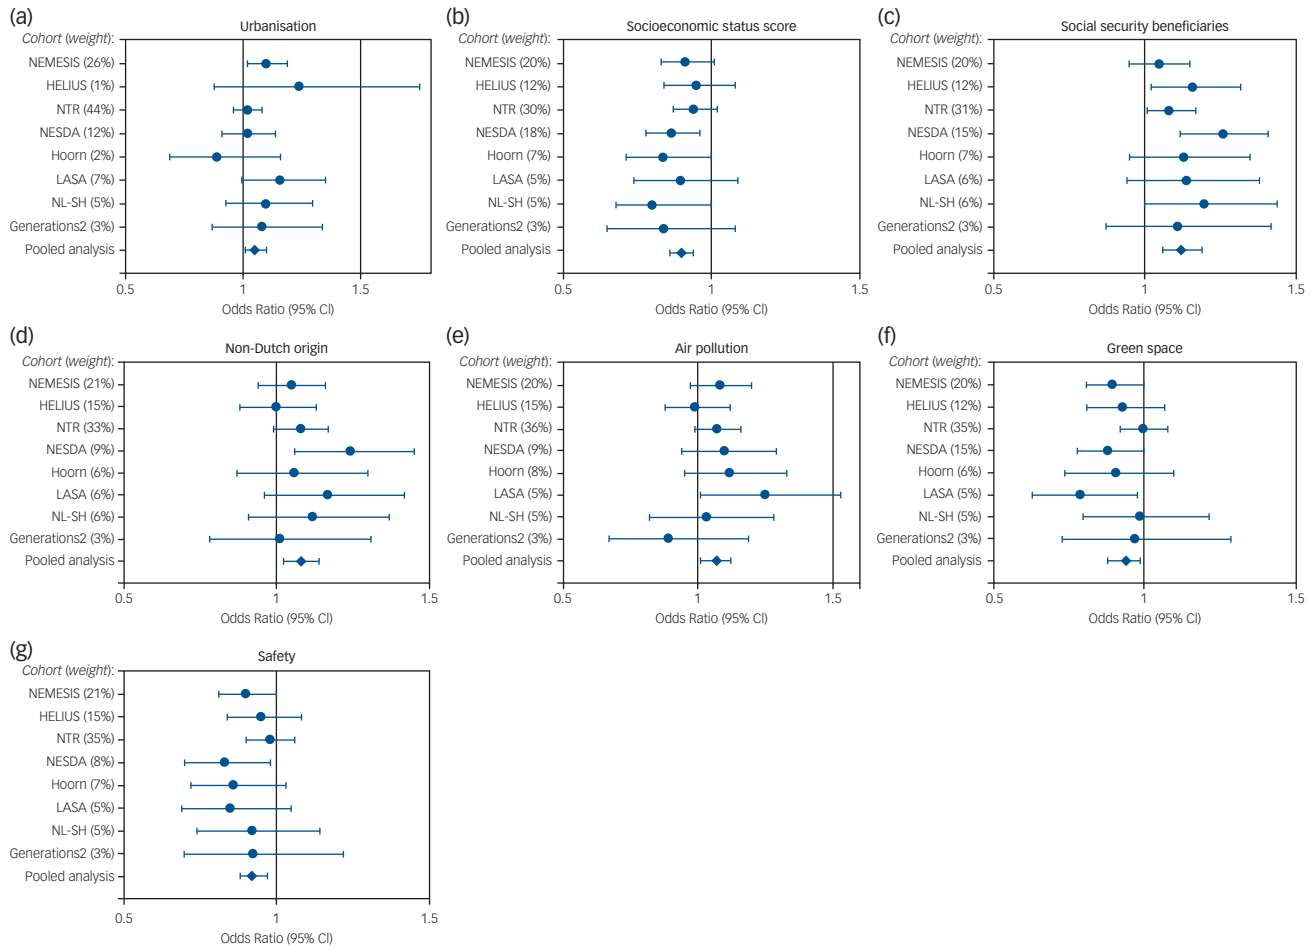 (a)
Urbanisation
Cohort (weight):
NEMESIS (26%)
HELIUS (1%)
NTR (44%)
NESDA (12%)
Hoorn (2%)
LASA (7%)
NL-SH (5%)
Generations2 (3%)
Pooled analysis
0.5 1 1.5
Odds Ratio (95% CI)
(b)
Socioeconomic status score
Cohort (weight):
NEMESIS (20%)
HELIUS (12%)
NTR (30%)
NESDA (18%)
Hoorn (7%)
LASA (5%)
NL-SH (5%)
Generations2 (3%)
Pooled analysis
0.5 1 1.5
Odds Ratio (95% CI)
(c)
Social security beneficiaries
Cohort (weight):
NEMESIS (20%)
HELIUS (12%)
NTR (31%)
NESDA (15%)
Hoorn (7%)
LASA (6%)
NL-SH (6%)
Generations2 (3%)
Pooled analysis
0.5 1 1.5
Odds Ratio (95% CI)
(d)
Non-Dutch origin
Cohort (weight):
NEMESIS (21%)
HELIUS (15%)
NTR (33%)
NESDA (9%)
Hoorn (6%)
LASA (6%)
NL-SH (6%)
Generations2 (3%)
Pooled analysis
0.5 1 1.5
Odds Ratio (95% CI)
(e)
Air pollution
Cohort (weight):
NEMESIS (20%)
HELIUS (15%)
NTR (36%)
NESDA (9%)
Hoorn (8%)
LASA (5%)
NL-SH (5%)
Generations2 (3%)
Pooled analysis
0.5 1 1.5
Odds Ratio (95% CI)
(f)
Green space
Cohort (weight):
NEMESIS (20%)
HELIUS (12%)
NTR (35%)
NESDA (15%)
Hoorn (6%)
LASA (5%)
NL-SH (5%)
Generations2 (3%)
Pooled analysis
0.5 1 1.5
Odds Ratio (95% CI)
(g)
Safety
Cohort (weight):
NEMESIS (21%)
HELIUS (15%)
NTR (35%)
NESDA (8%)
Hoorn (7%)
LASA (5%)
NL-SH (5%)
Generations2 (3%)
Pooled analysis
0.5 1 1.5
Odds Ratio (95% CI)